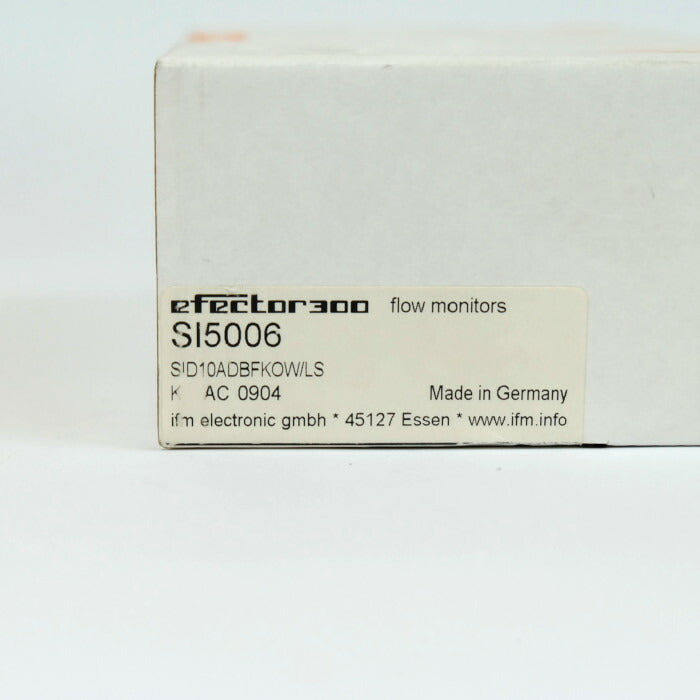 efector300 flow monitors
SI5006
SID10ADBFKOW/LS
AC 0904 Made in Germany
ifm electronic gmbh * 45127 Essen * www.ifm.info